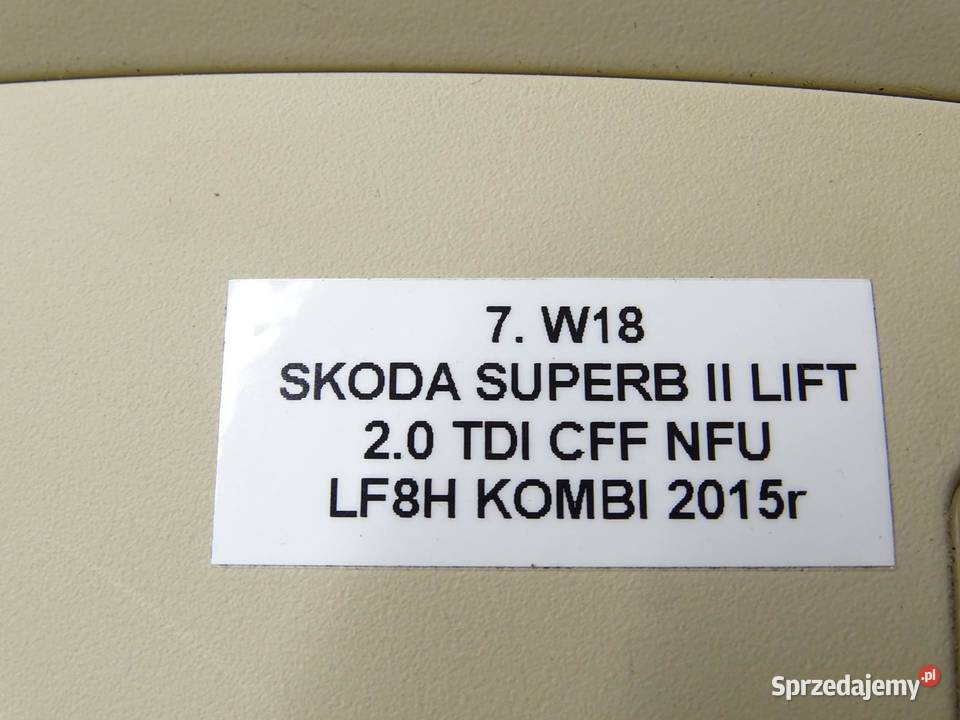 7. W18
SKODA SUPERB II LIFT
2.0 TDI CFF NFU
LF8H KOMBI 2015r
Sprzedajemy.pl